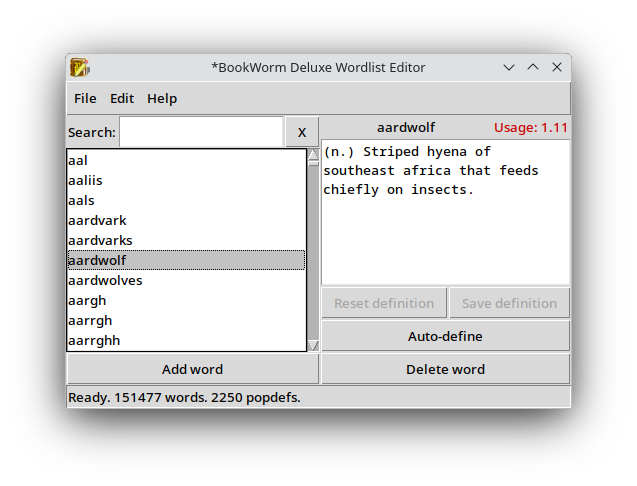 *BookWorm Deluxe Wordlist Editor
File Edit Help
Search:
X
aal
aaliis
aals
aardvark
aardvarks
aardwolf
aardwolves
aargh
aarrgh
aarrghh
Add word
aardwolf
Usage: 1.11
(n.) Striped hyena of
southeast africa that feeds
chiefly on insects.
Reset definition
Save definition
Auto-define
Delete word
Ready. 151477 words. 2250 popdefs.